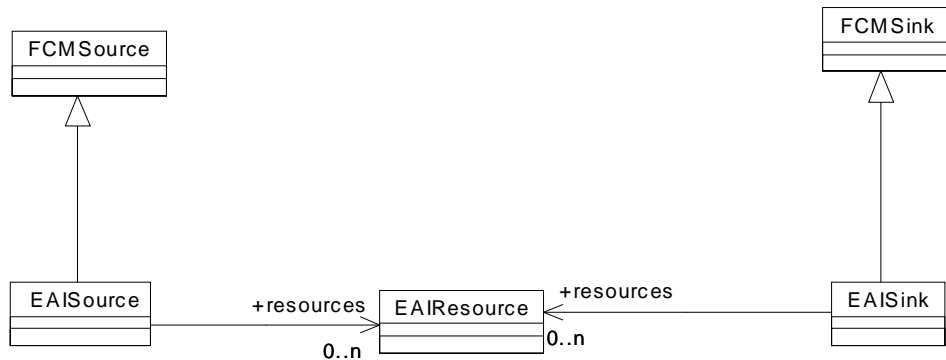 FCMSource
FCMSink
EAISource
+resources
EAIResource
+resources
EAISink
0..n
0..n